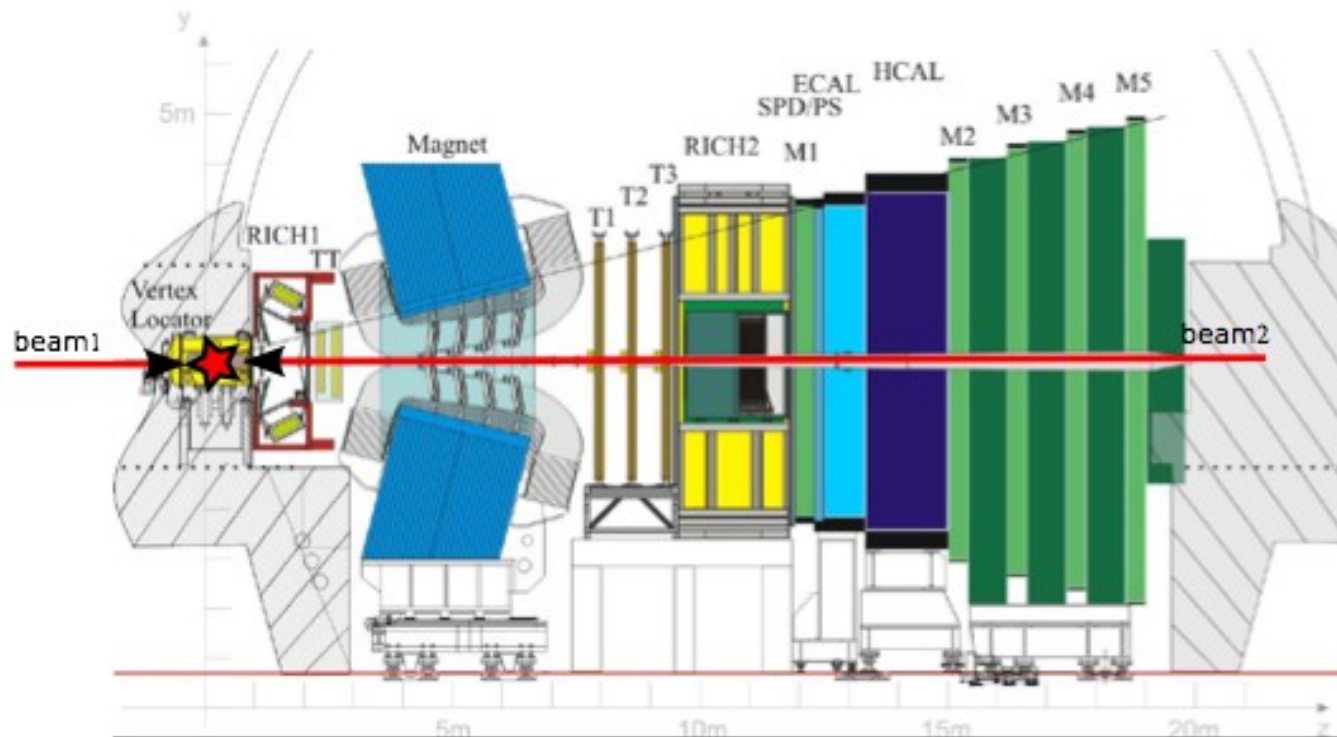 y
HCAL
ECAL
M5
M4
SPD/PS
5m
M3
M2
Magnet
RICH2
M1
T3
T2
T1
RICH1
TT
Vertex
Locator
beam1
beam2
5m
10m
15m
20m
z